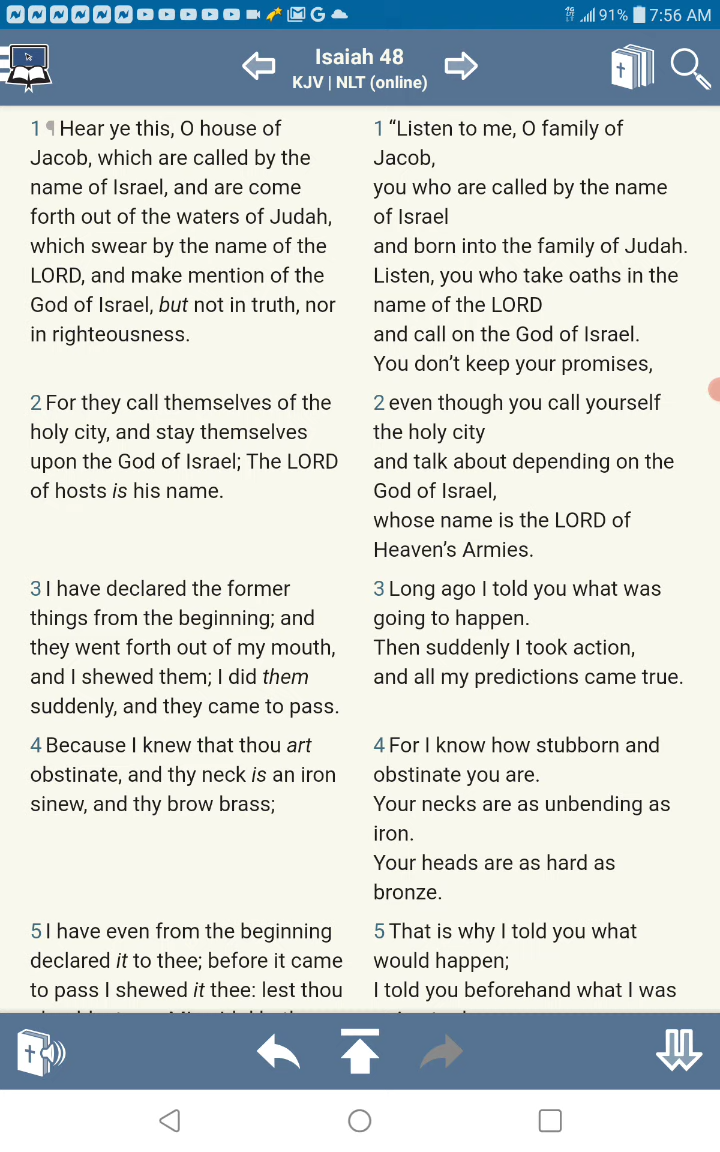 91% 7:56 AM
Isaiah 48
KJV | NLT (online)
1 ¶ Hear ye this, O house of
Jacob, which are called by the
name of Israel, and are come
forth out of the waters of Judah,
which swear by the name of the
LORD, and make mention of the
God of Israel, but not in truth, nor
in righteousness.
2 For they call themselves of the
holy city, and stay themselves
upon the God of Israel; The LORD
of hosts is his name.
3 I have declared the former
things from the beginning; and
they went forth out of my mouth,
and I shewed them; I did them
suddenly, and they came to pass.
4 Because I knew that thou art
obstinate, and thy neck is an iron
sinew, and thy brow brass;
5 I have even from the beginning
declared it to thee; before it came
to pass I shewed it thee: lest thou
1 “Listen to me, O family of
Jacob,
you who are called by the name
of Israel
and born into the family of Judah.
Listen, you who take oaths in the
name of the LORD
and call on the God of Israel.
You don’t keep your promises,
2 even though you call yourself
the holy city
and talk about depending on the
God of Israel,
whose name is the LORD of
Heaven’s Armies.
3 Long ago I told you what was
going to happen.
Then suddenly I took action,
and all my predictions came true.
4 For I know how stubborn and
obstinate you are.
Your necks are as unbending as
iron.
Your heads are as hard as
bronze.
5 That is why I told you what
would happen;
I told you beforehand what I was